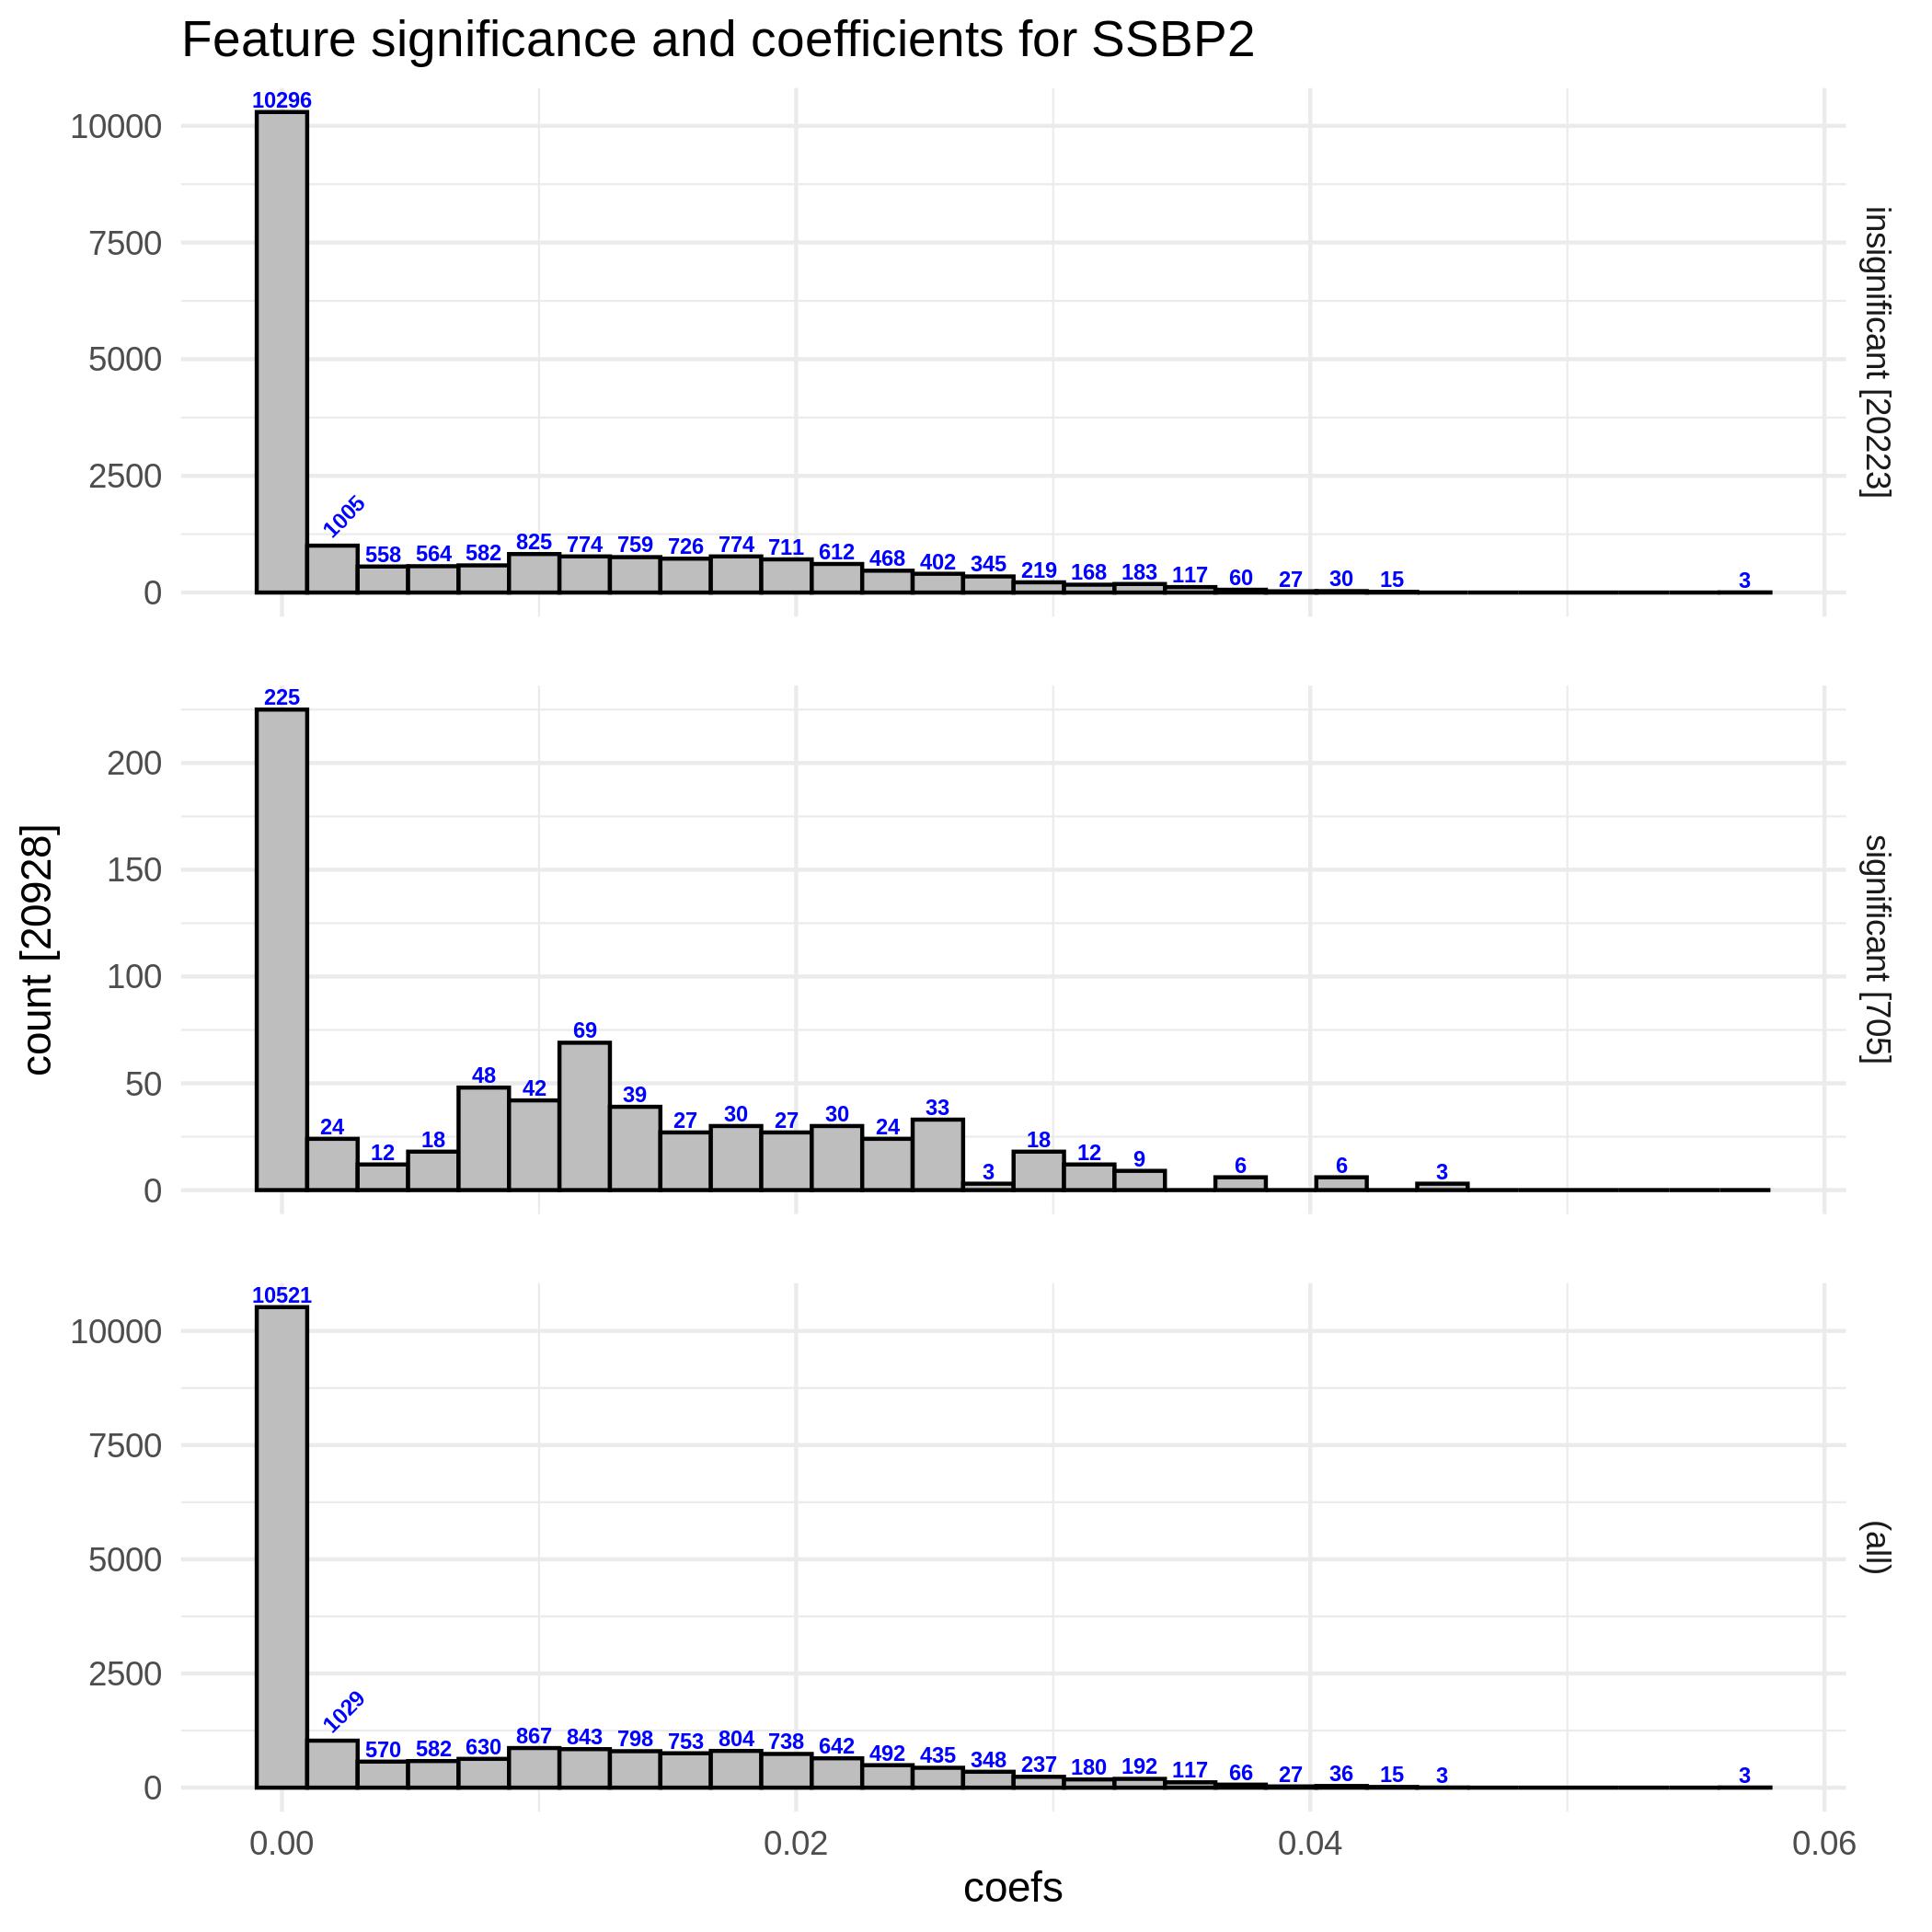 Feature significance and coefficients for SSBP2
10296
10000
7500
5000
2500
0
1005
558 564 582 825 774 759 726 774 711 612 468 402 345 219 168 183 117 60 27 30 15 3
insignificant [20223]
225
200
150
100
50
0
24 12 18 48 42 69 39 27 30 27 30 24 33 3 18 12 9 6 6 3
significant [705]
count [20928]
10521
10000
7500
5000
2500
0
1029
570 582 630 867 843 798 753 804 738 642 492 435 348 237 180 192 117 66 27 36 15 3 3
(all)
0.00 0.02 0.04 0.06
coefs